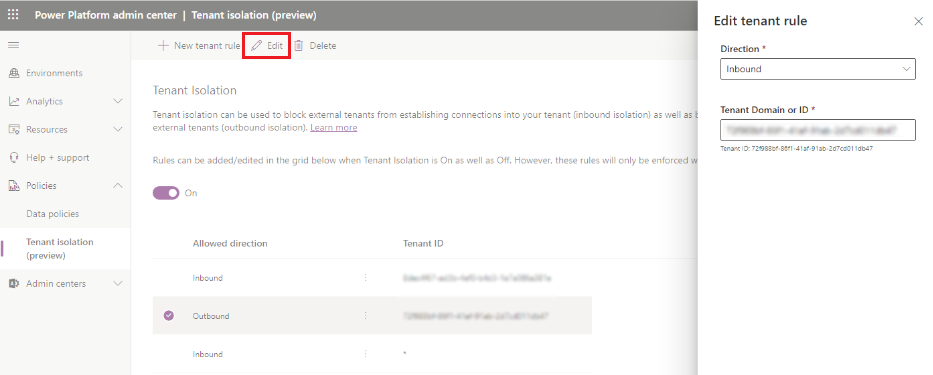 Power Platform admin center | Tenant isolation (preview)
Edit tenant rule
New tenant rule Edit Delete
Direction *
Inbound
Environments
Analytics
Resources
Help + support
Policies
Data policies
Tenant isolation
(preview)
Admin centers
Tenant Isolation
Tenant isolation can be used to block external tenants from establishing connections into your tenant (inbound isolation) as well as b
external tenants (outbound isolation). Learn more
Rules can be added/edited in the grid below when Tenant Isolation is On as well as Off. However, these rules will only be enforced w
On
Tenant Domain or ID *
Tenant ID: 72f988bf-86f1-41af-91ab-2d7cd011db47
Allowed direction Tenant ID
Inbound
Outbound
Inbound *